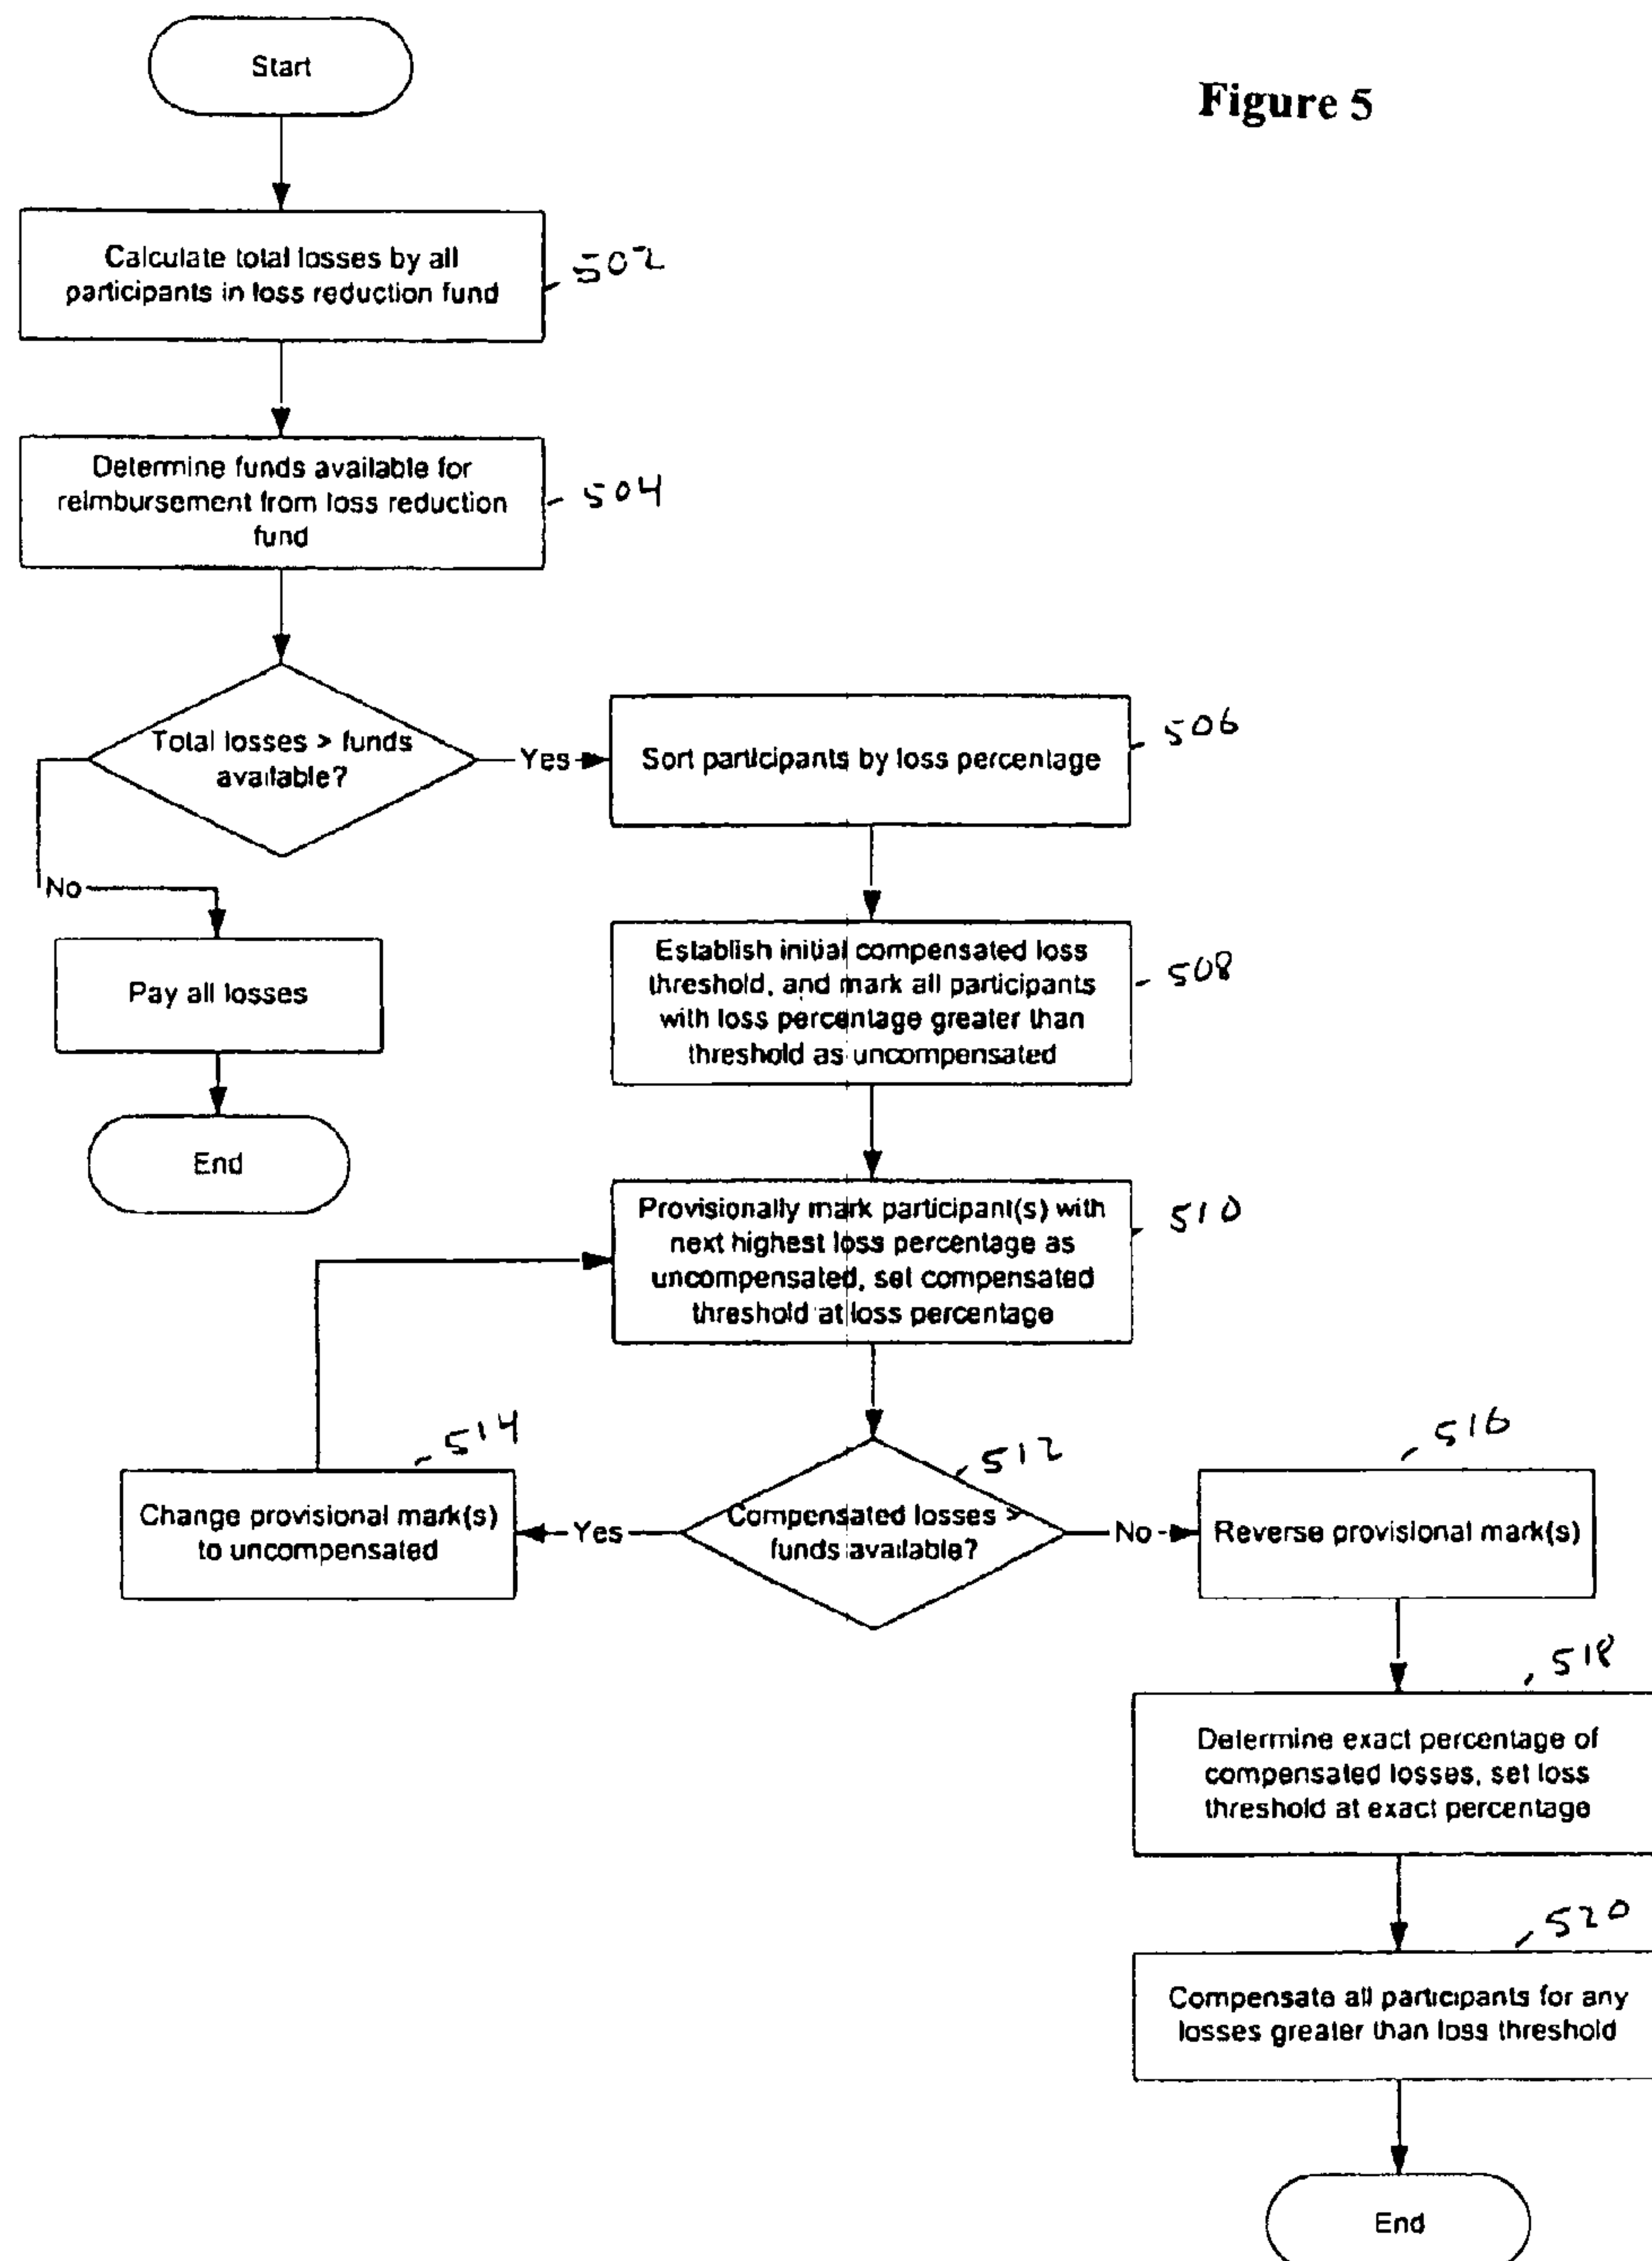 Figure 5
Start
Calculate total losses by all
participants in loss reduction fund
502
Determine funds available for
reimbursement from loss reduction
fund
504
Total losses > funds
available?
Yes
Sort participants by loss percentage
506
No
Pay all losses
End
Establish initial compensated loss
threshold, and mark all participants
with loss percentage greater than
threshold as uncompensated
508
Provisionally mark participant(s) with
next highest loss percentage as
uncompensated, set compensated
threshold at loss percentage
510
Compensated losses >
funds available?
512
Yes
Change provisional mark(s)
to uncompensated
514
No
Reverse provisional mark(s)
516
Determine exact percentage of
compensated losses, set loss
threshold at exact percentage
518
Compensate all participants for any
losses greater than loss threshold
520
End